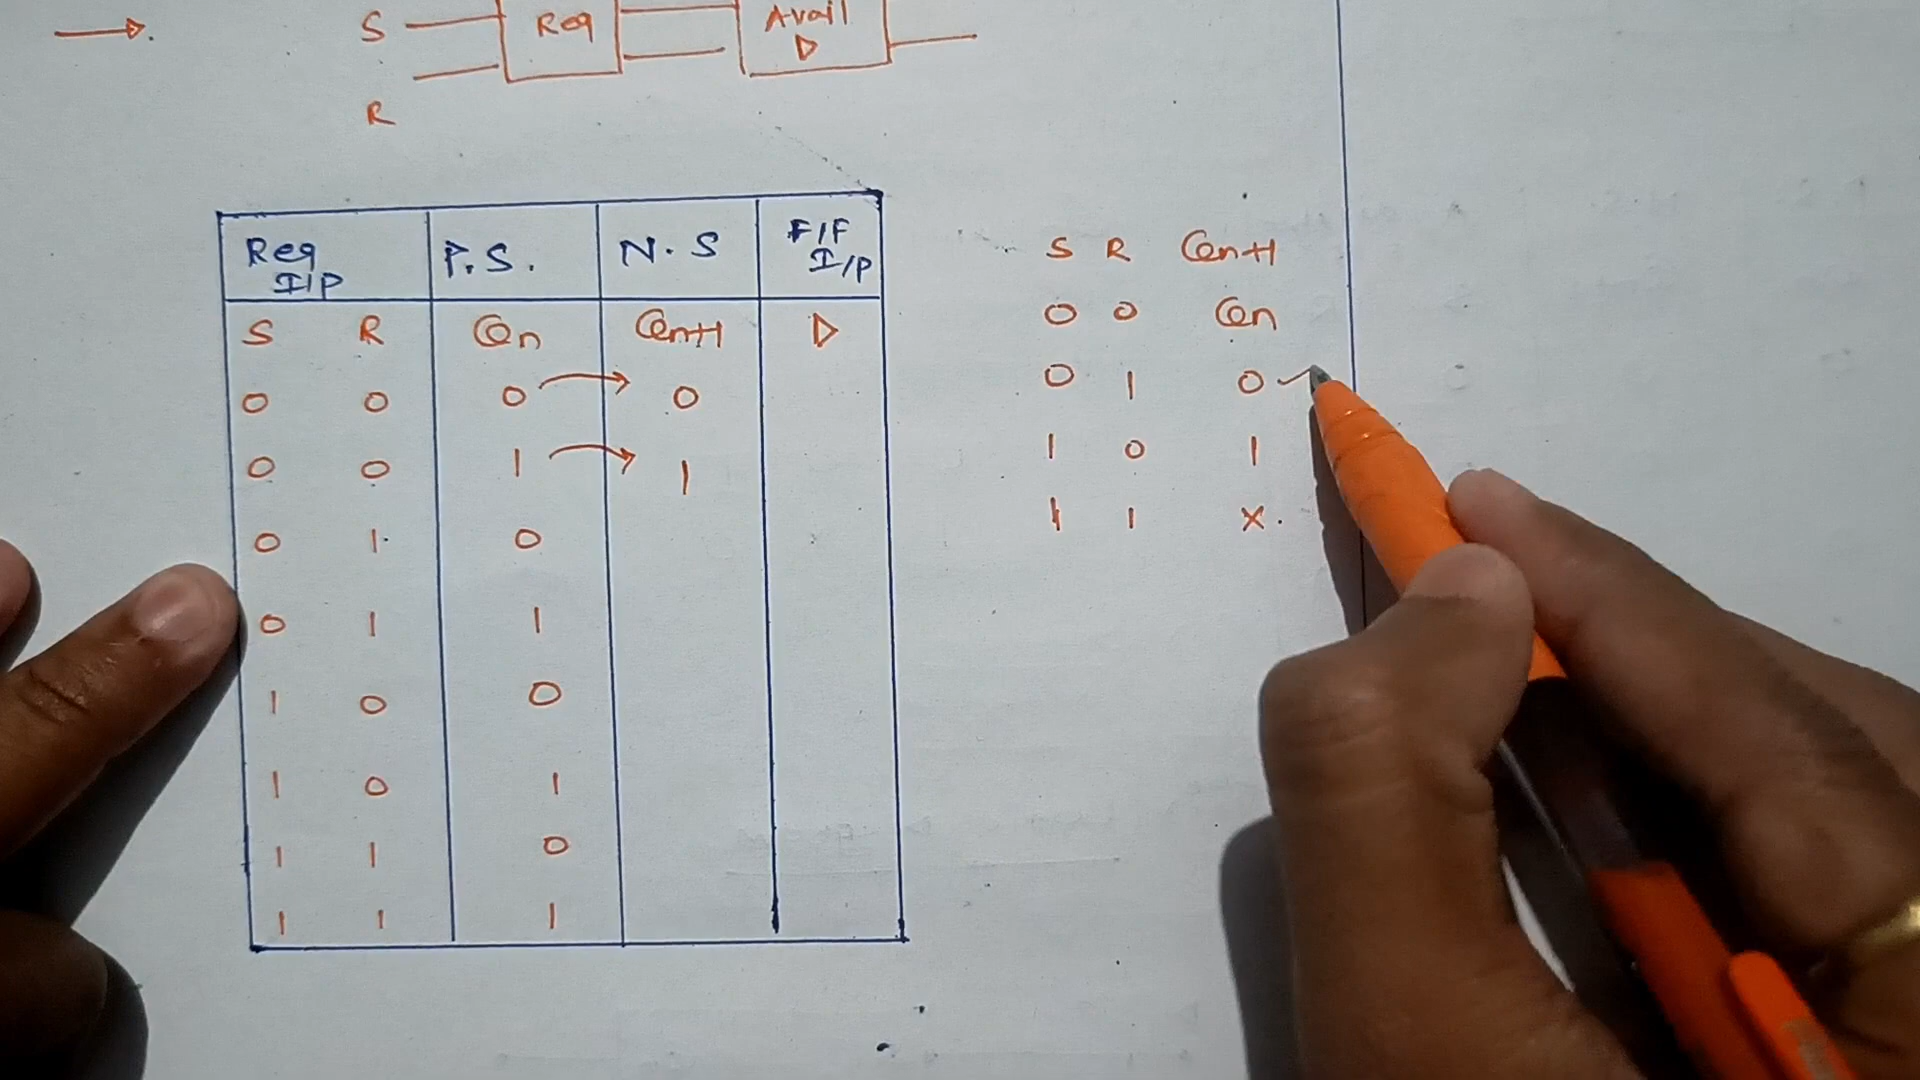 S Req Avail
D
R
Req I/P P.S. N.S F/F I/P
S R Qn Qn+1 D
0 0 0 → 0
0 0 1 → 1
0 1 0
0 1 1
1 0 0
1 0 1
1 1 0
1 1 1
S R Qn+1
0 0 Qn
0 1 0
1 0 1
1 1 X.